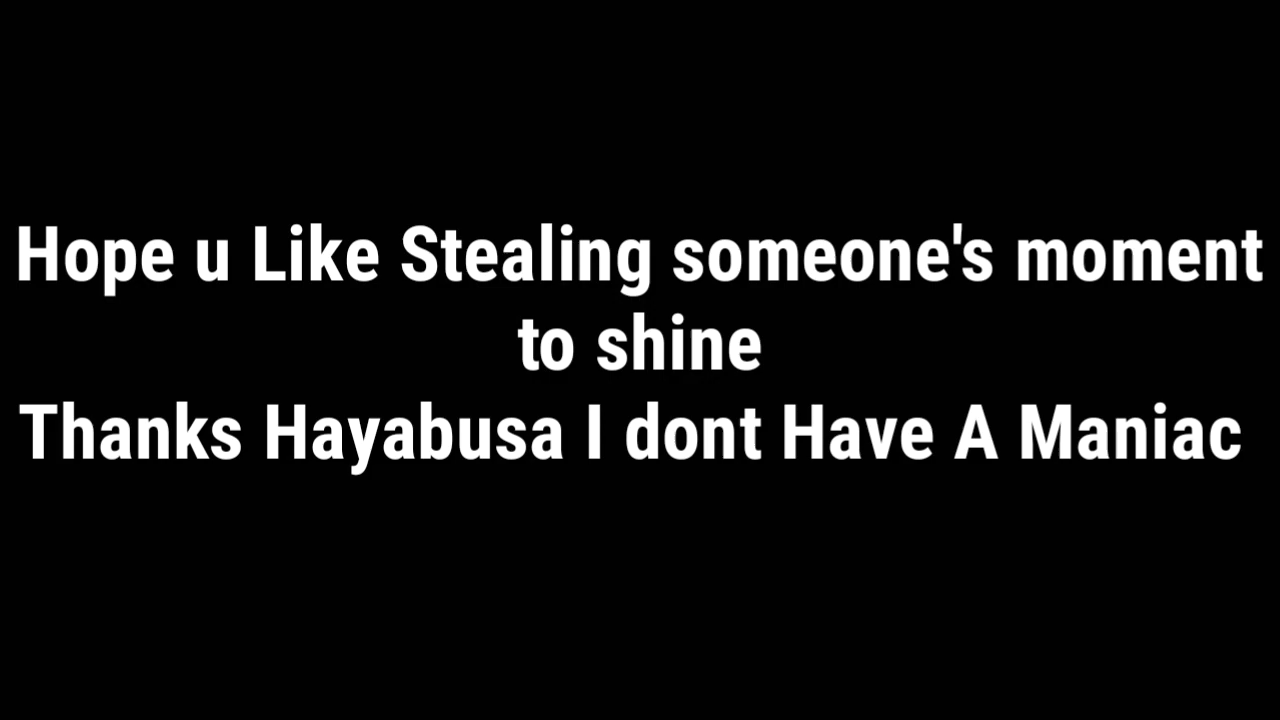 Hope u Like Stealing someone's moment
to shine
Thanks Hayabusa I dont Have A Maniac